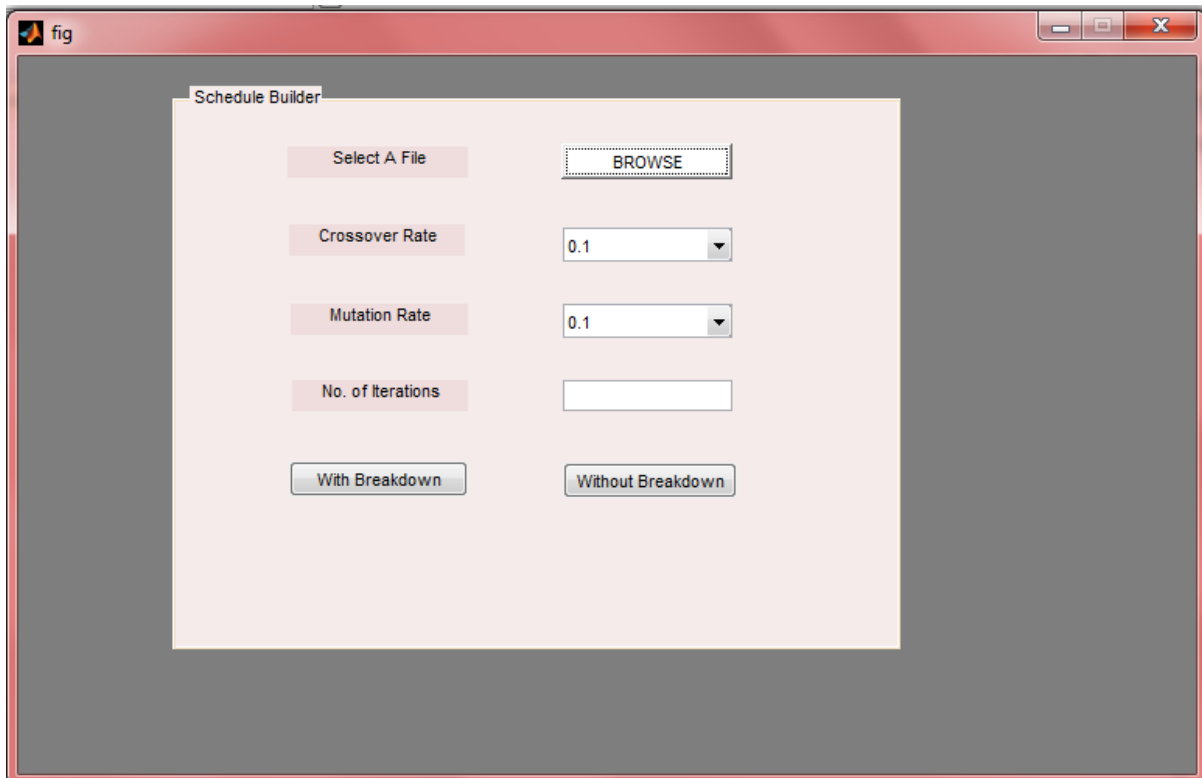 fig
Schedule Builder
Select A File
BROWSE
Crossover Rate
0.1
Mutation Rate
0.1
No. of Iterations
With Breakdown
Without Breakdown